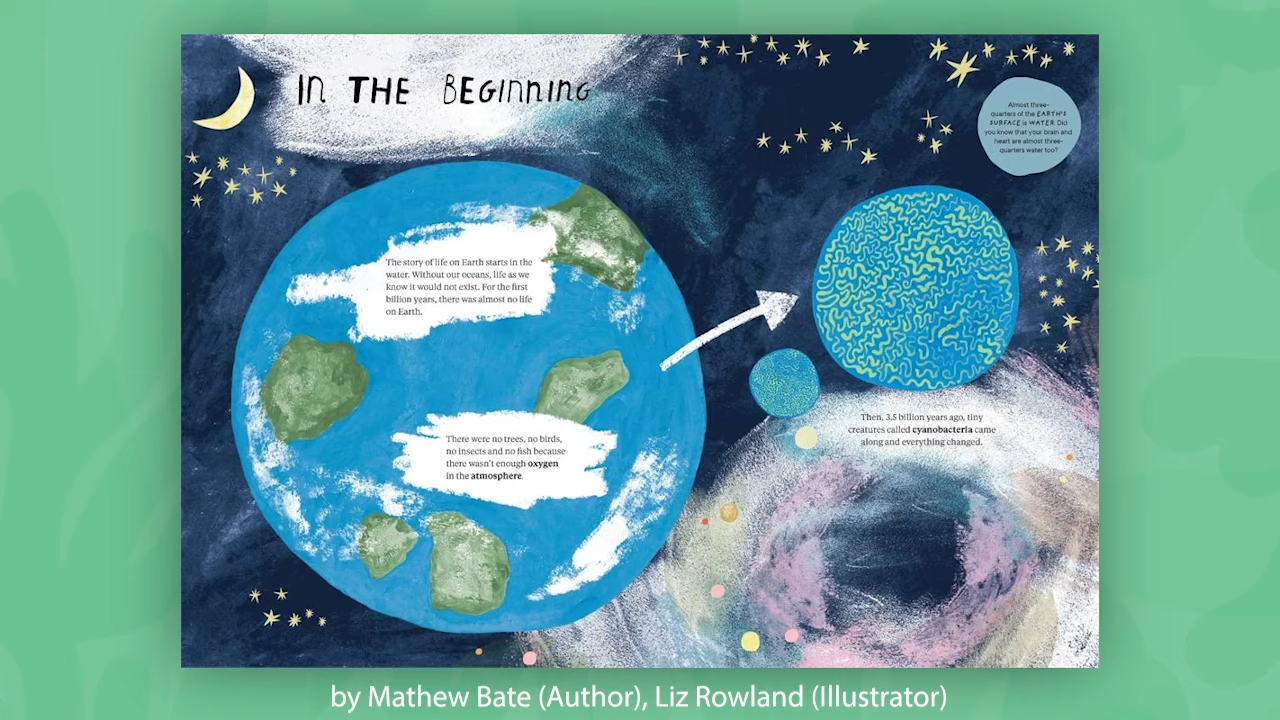 In THE BEGInnInG
Almost three-
quarters of the EARTH'S
SURFACE is WATER. Did
you know that your brain and
heart are almost three-
quarters water too?
The story of life on Earth starts in the
water. Without our oceans, life as we
know it would not exist. For the first
billion years, there was almost no life
on Earth.
There were no trees, no birds,
no insects and no fish because
there wasn't enough oxygen
in the atmosphere.
Then, 3.5 billion years ago, tiny
creatures called cyanobacteria came
along and everything changed.
by Mathew Bate (Author), Liz Rowland (Illustrator)